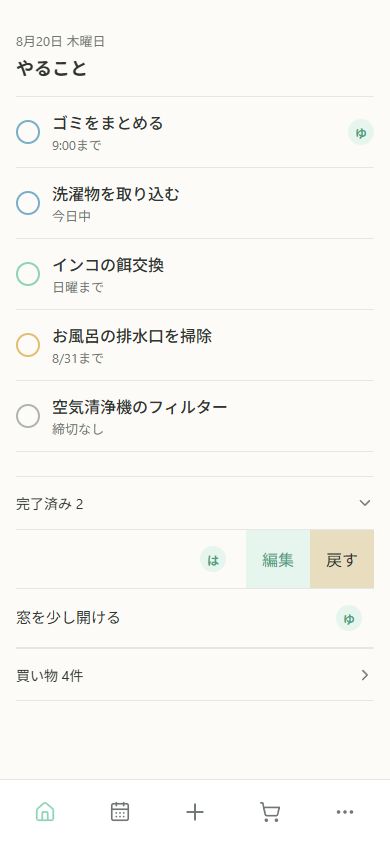 8月20日 木曜日
やること
ゴミをまとめる
ゆ
9:00まで
洗濯物を取り込む
今日中
インコの餌交換
日曜まで
お風呂の排水口を掃除
8/31まで
空気清浄機のフィルター
締切なし
完了済み 2
は 編集 戻す
窓を少し開ける ゆ
買い物 4件